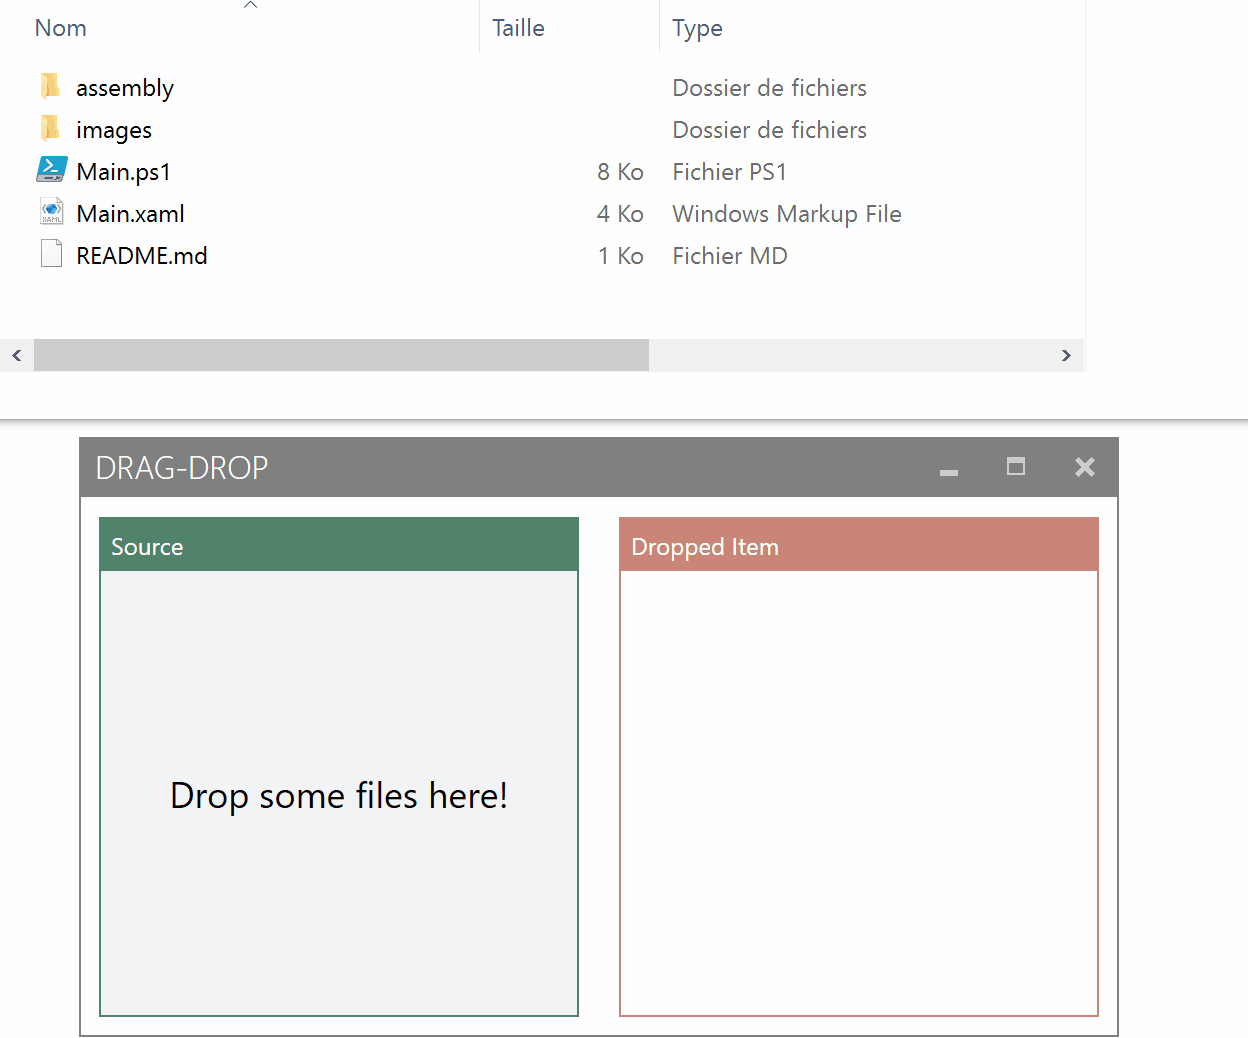 Nom Taille Type
assembly Dossier de fichiers
images Dossier de fichiers
Main.ps1 8 Ko Fichier PS1
Main.xaml 4 Ko Windows Markup File
README.md 1 Ko Fichier MD
DRAG-DROP
Source Dropped Item
Drop some files here!